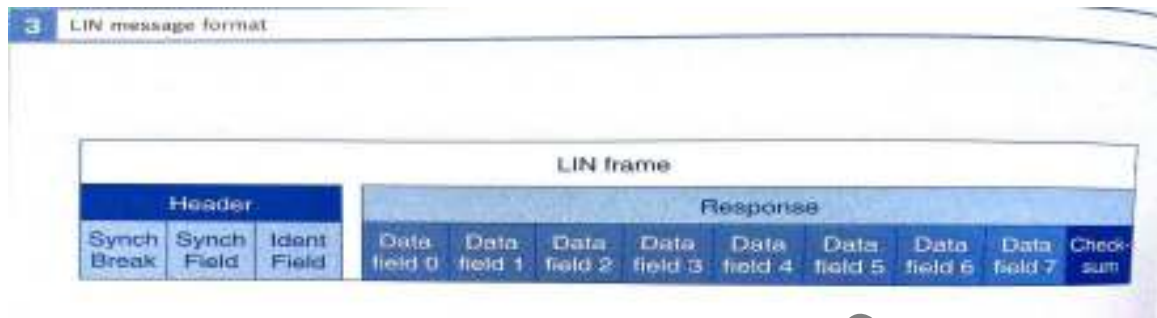 3 LIN message format
LIN frame
Header Response
Synch Synch Ident Data Data Data Data Data Data Data Data Check-
Break Field Field field 0 field 1 field 2 field 3 field 4 field 5 field 6 field 7 sum